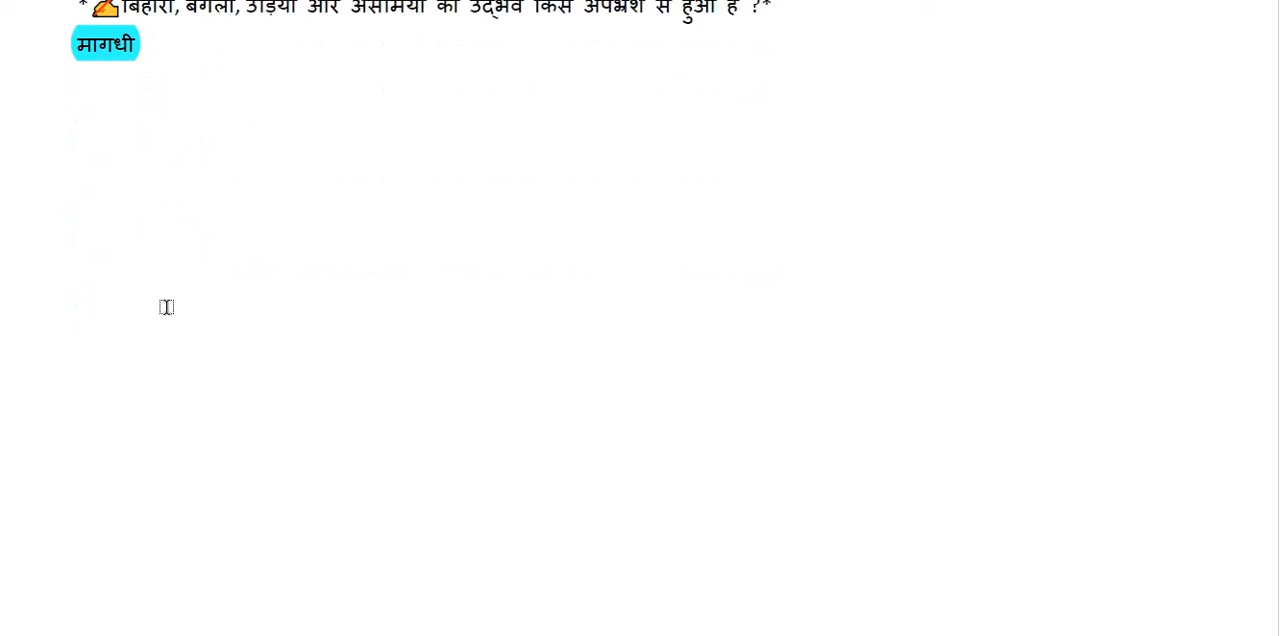 *✍️बिहारी, बंगला, उड़िया और असमिया का उद्भव किस अपभ्रंश से हुआ है ?*
मागधी